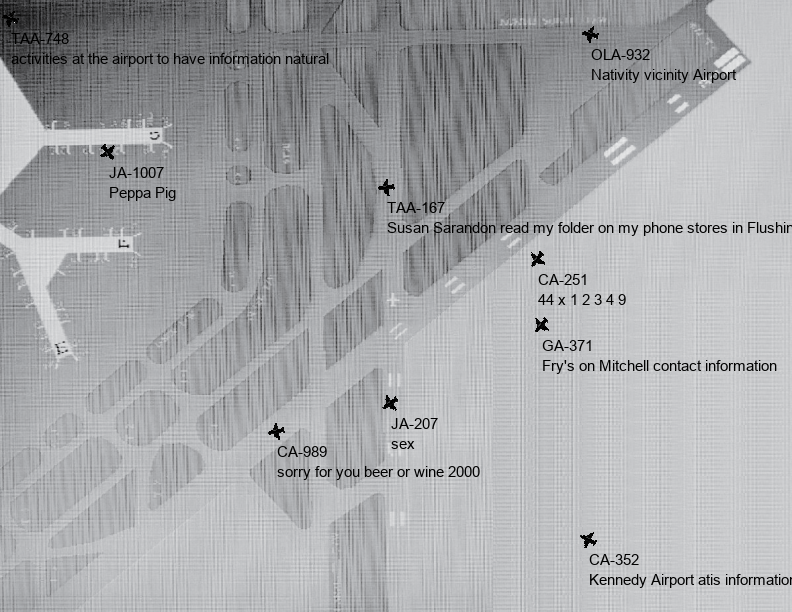 TAA-748
activities at the airport to have information natural
OLA-932
Nativity vicinity Airport
G
JA-1007
Peppa Pig
TAA-167
Susan Sarandon read my folder on my phone stores in Flushin
F
CA-251
44 x 1 2 3 4 9
GA-371
Fry's on Mitchell contact information
JA-207
sex
CA-989
sorry for you beer or wine 2000
CA-352
Kennedy Airport atis information